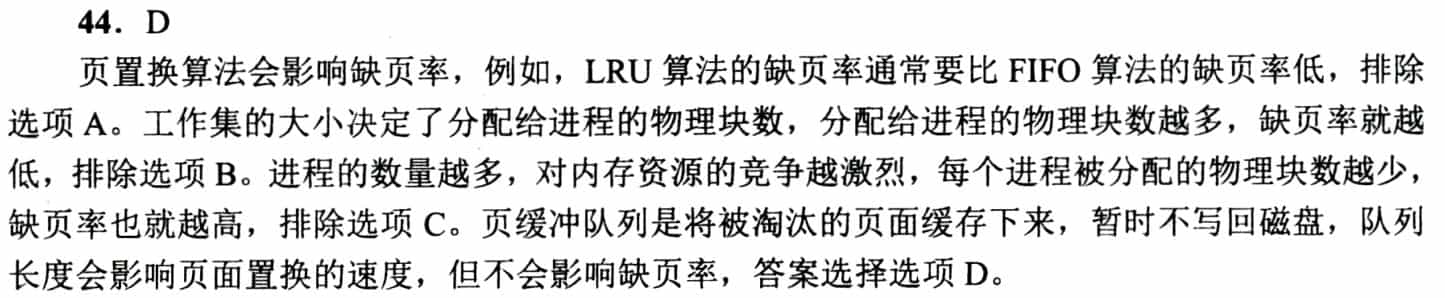 44．D
页置换算法会影响缺页率，例如，LRU 算法的缺页率通常要比 FIFO 算法的缺页率低，排除
选项 A。工作集的大小决定了分配给进程的物理块数，分配给进程的物理块数越多，缺页率就越
低，排除选项 B。进程的数量越多，对内存资源的竞争越激烈，每个进程被分配的物理块数越少，
缺页率也就越高，排除选项 C。页缓冲队列是将被淘汰的页面缓存下来，暂时不写回磁盘，队列
长度会影响页面置换的速度，但不会影响缺页率，答案选择选项 D。